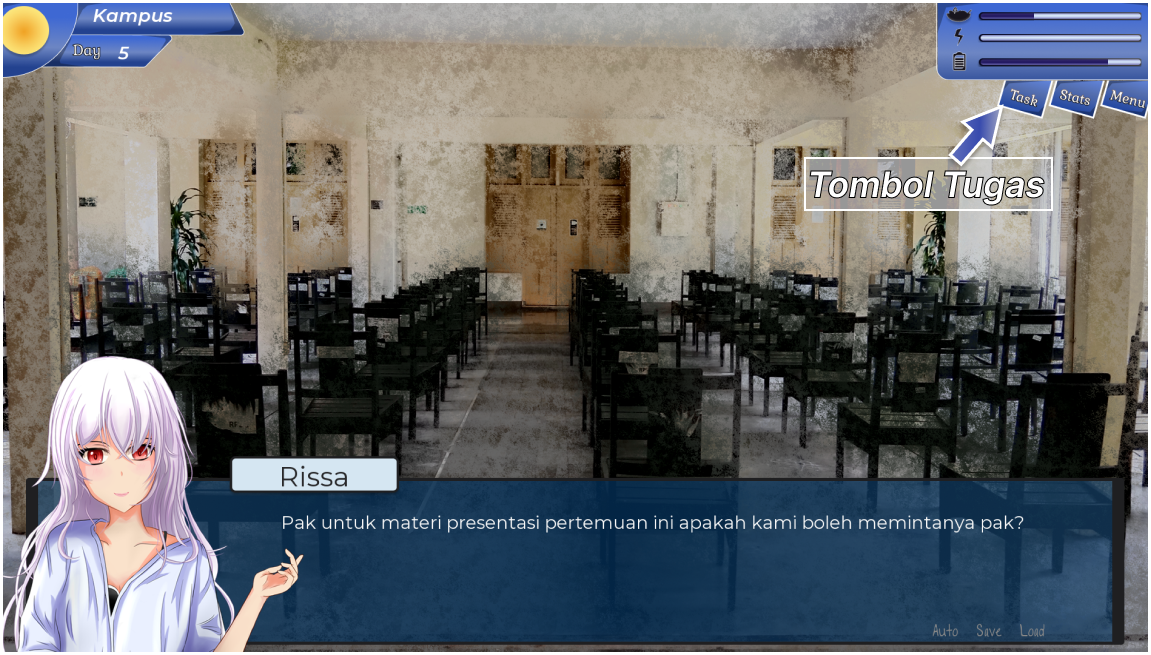 Kampus
Day 5
Task Stats Menu
Tombol Tugas
Rissa
Pak untuk materi presentasi pertemuan ini apakah kami boleh memintanya pak?
Auto Save Load